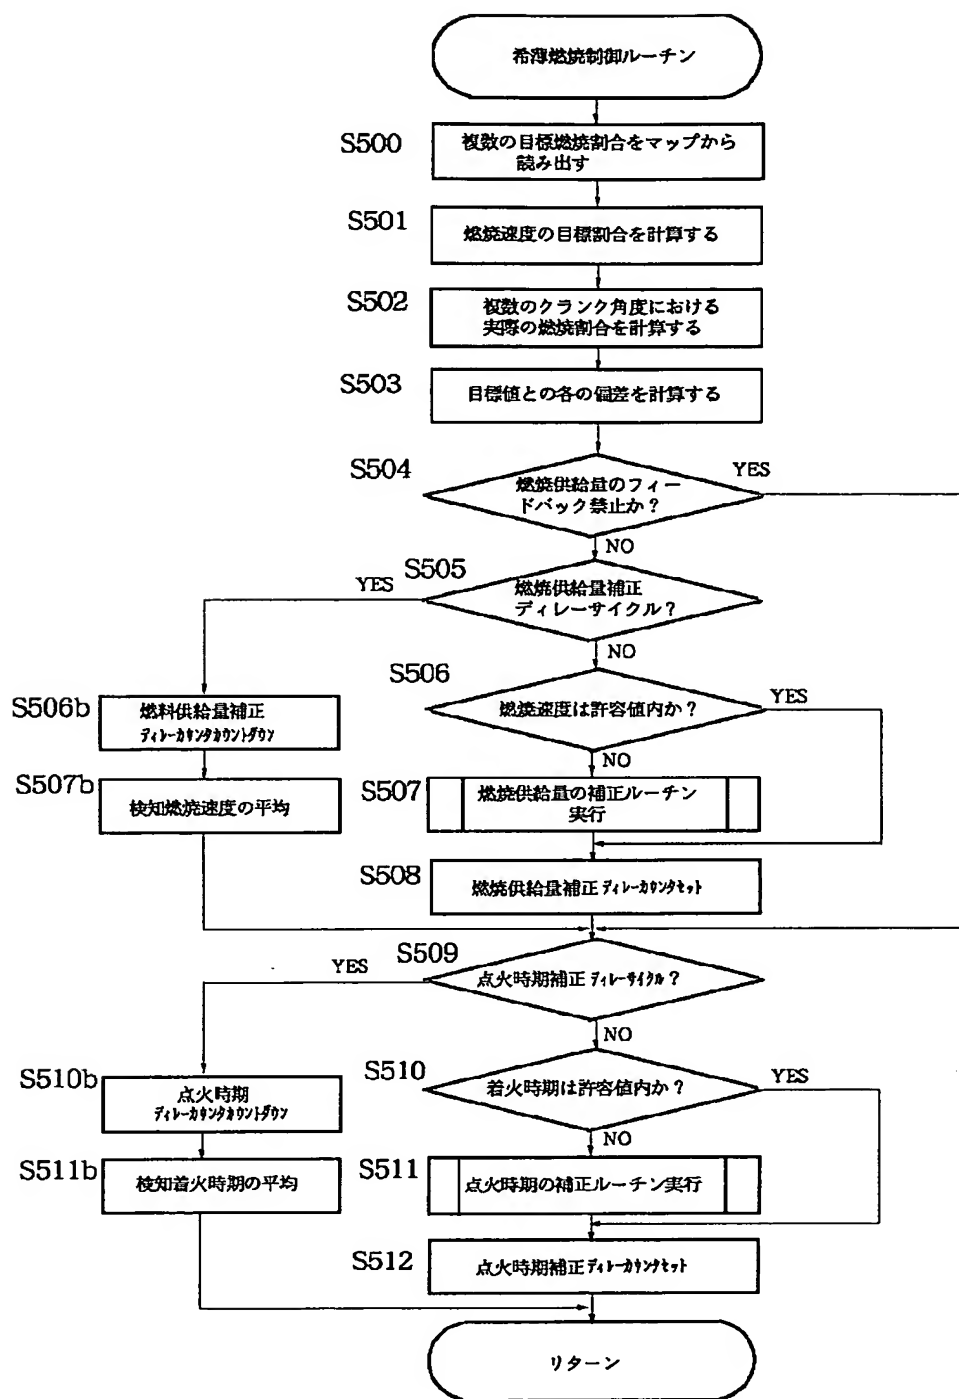 希薄燃焼制御ルーチン
S500
複数の目標燃焼割合をマップから
読み出す
S501
燃焼速度の目標割合を計算する
S502
複数のクランク角度における
実際の燃焼割合を計算する
S503
目標値との各の偏差を計算する
S504
燃焼供給量のフィー
ドバック禁止か?
YES
NO
S505
燃焼供給量補正
ディレーサイクル?
YES
NO
S506
燃焼速度は許容値内か?
YES
NO
S506b
燃料供給量補正
ディレーカウンタカウントダウン
S507b
検知燃焼速度の平均
S507
燃焼供給量の補正ルーチン
実行
S508
燃焼供給量補正ディレーカウンタセット
S509
点火時期補正ディレーサイクル?
YES
NO
S510
着火時期は許容値内か?
YES
NO
S510b
点火時期
ディレーカウンタカウントダウン
S511b
検知着火時期の平均
S511
点火時期の補正ルーチン実行
S512
点火時期補正ディレーカウンタセット
リターン